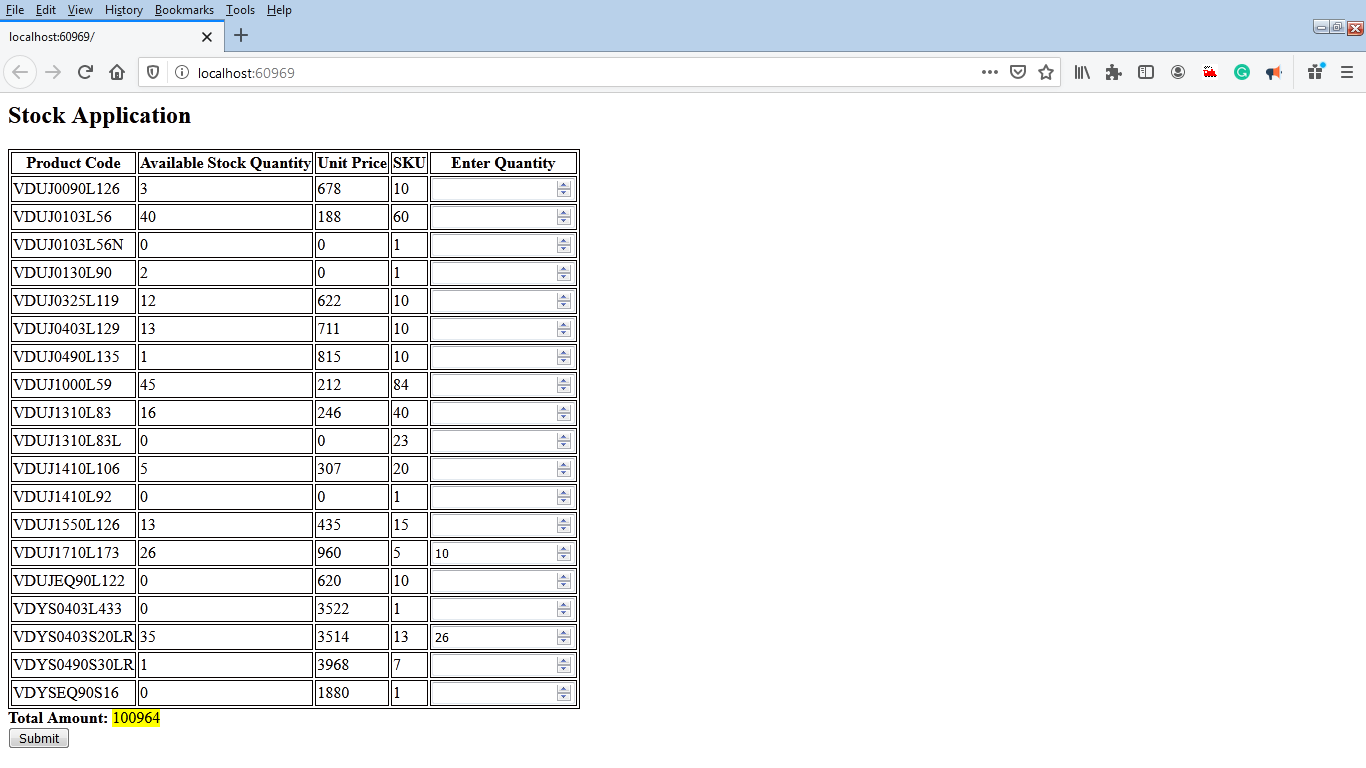 File Edit View History Bookmarks Tools Help
localhost:60969/
localhost:60969
Stock Application
Product Code Available Stock Quantity Unit Price SKU Enter Quantity
VDUJ0090L126 3 678 10
VDUJ0103L56 40 188 60
VDUJ0103L56N 0 0 1
VDUJ0130L90 2 0 1
VDUJ0325L119 12 622 10
VDUJ0403L129 13 711 10
VDUJ0490L135 1 815 10
VDUJ1000L59 45 212 84
VDUJ1310L83 16 246 40
VDUJ1310L83L 0 0 23
VDUJ1410L106 5 307 20
VDUJ1410L92 0 0 1
VDUJ1550L126 13 435 15
VDUJ1710L173 26 960 5 10
VDUJEQ90L122 0 620 10
VDYS0403L433 0 3522 1
VDYS0403S20LR 35 3514 13 26
VDYS0490S30LR 1 3968 7
VDYSEQ90S16 0 1880 1
Total Amount: 100964
Submit